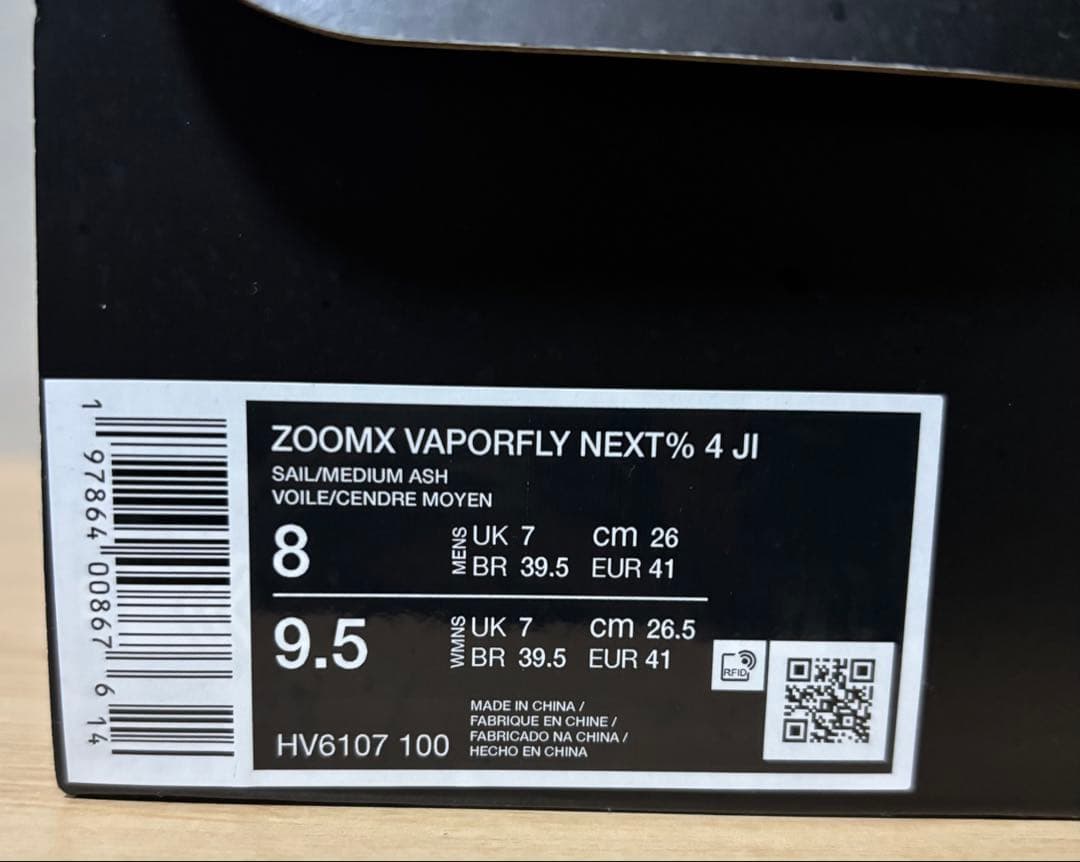 ZOOMX VAPORFLY NEXT% 4 JI
SAIL/MEDIUM ASH
VOILE/CENDRE MOYEN
8 MENS UK 7 cm 26
BR 39.5 EUR 41
9.5 WMNS UK 7 cm 26.5
BR 39.5 EUR 41
RFID
MADE IN CHINA /
FABRIQUE EN CHINE /
FABRICADO NA CHINA /
HECHO EN CHINA
HV6107 100
1 97864 00867 6 14